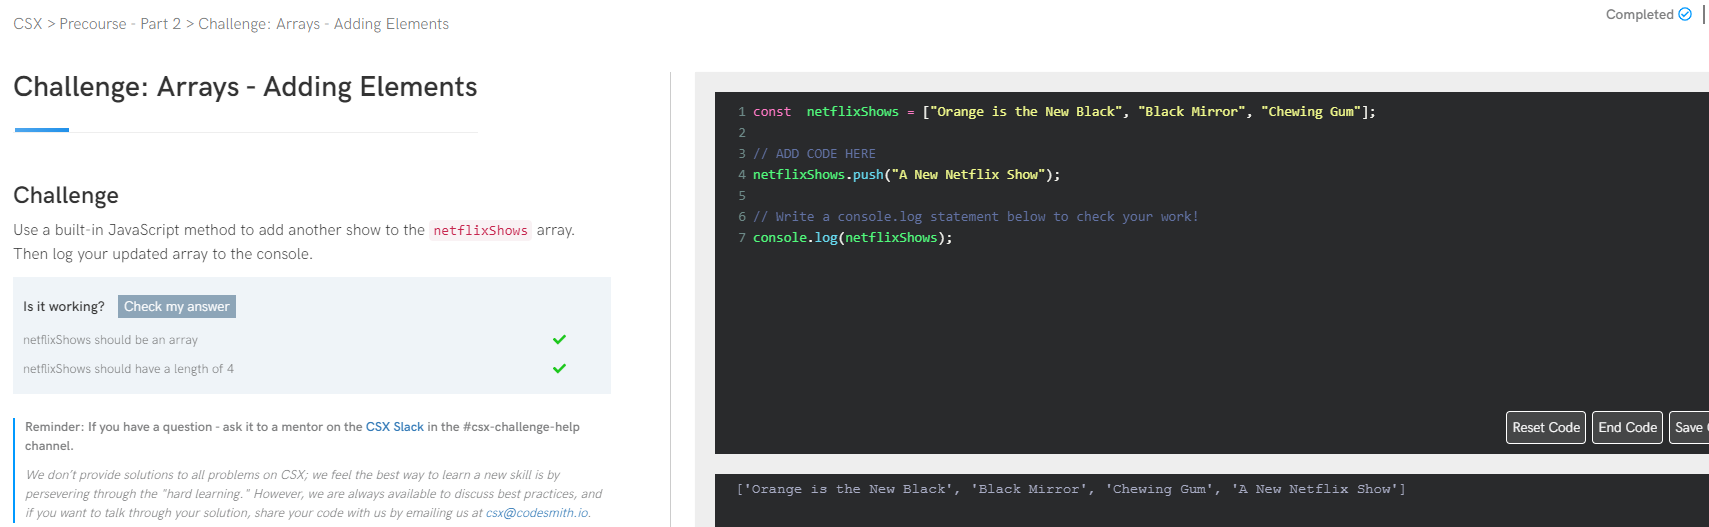 CSX > Precourse - Part 2 > Challenge: Arrays - Adding Elements
Completed
Challenge: Arrays - Adding Elements
Challenge
Use a built-in JavaScript method to add another show to the netflixShows array.
Then log your updated array to the console.
Is it working? Check my answer
netflixShows should be an array
netflixShows should have a length of 4
Reminder: If you have a question - ask it to a mentor on the CSX Slack in the #csx-challenge-help
channel.
We don't provide solutions to all problems on CSX; we feel the best way to learn a new skill is by
persevering through the "hard learning." However, we are always available to discuss best practices, and
if you want to talk through your solution, share your code with us by emailing us at csx@codesmith.io.
1 const  netflixShows = ["Orange is the New Black", "Black Mirror", "Chewing Gum"];
2
3 // ADD CODE HERE
4 netflixShows.push("A New Netflix Show");
5
6 // Write a console.log statement below to check your work!
7 console.log(netflixShows);
Reset Code End Code Save
['Orange is the New Black', 'Black Mirror', 'Chewing Gum', 'A New Netflix Show']